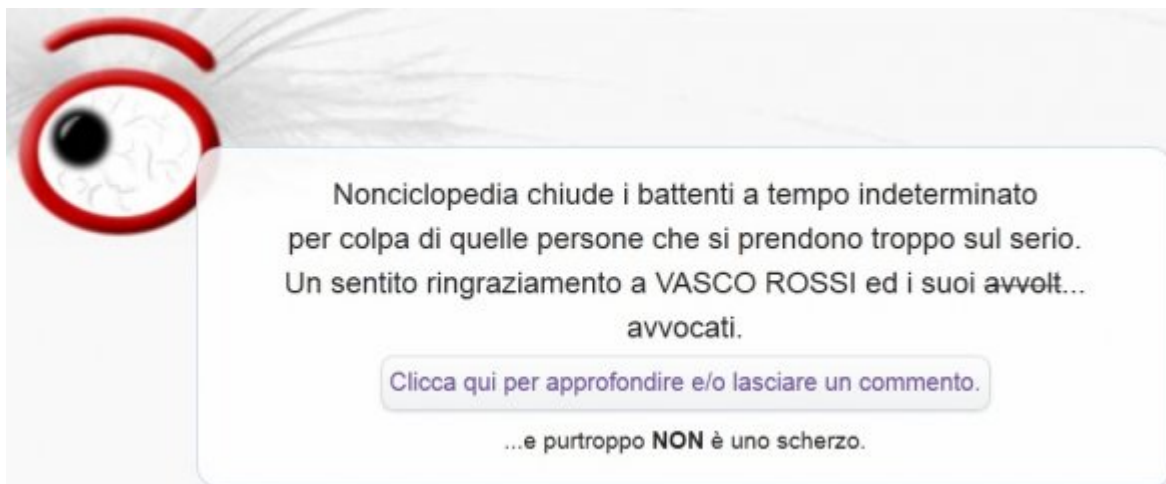 Nonciclopedia chiude i battenti a tempo indeterminato
per colpa di quelle persone che si prendono troppo sul serio.
Un sentito ringraziamento a VASCO ROSSI ed i suoi avvolt...
avvocati.
Clicca qui per approfondire e/o lasciare un commento.
...e purtroppo NON è uno scherzo.